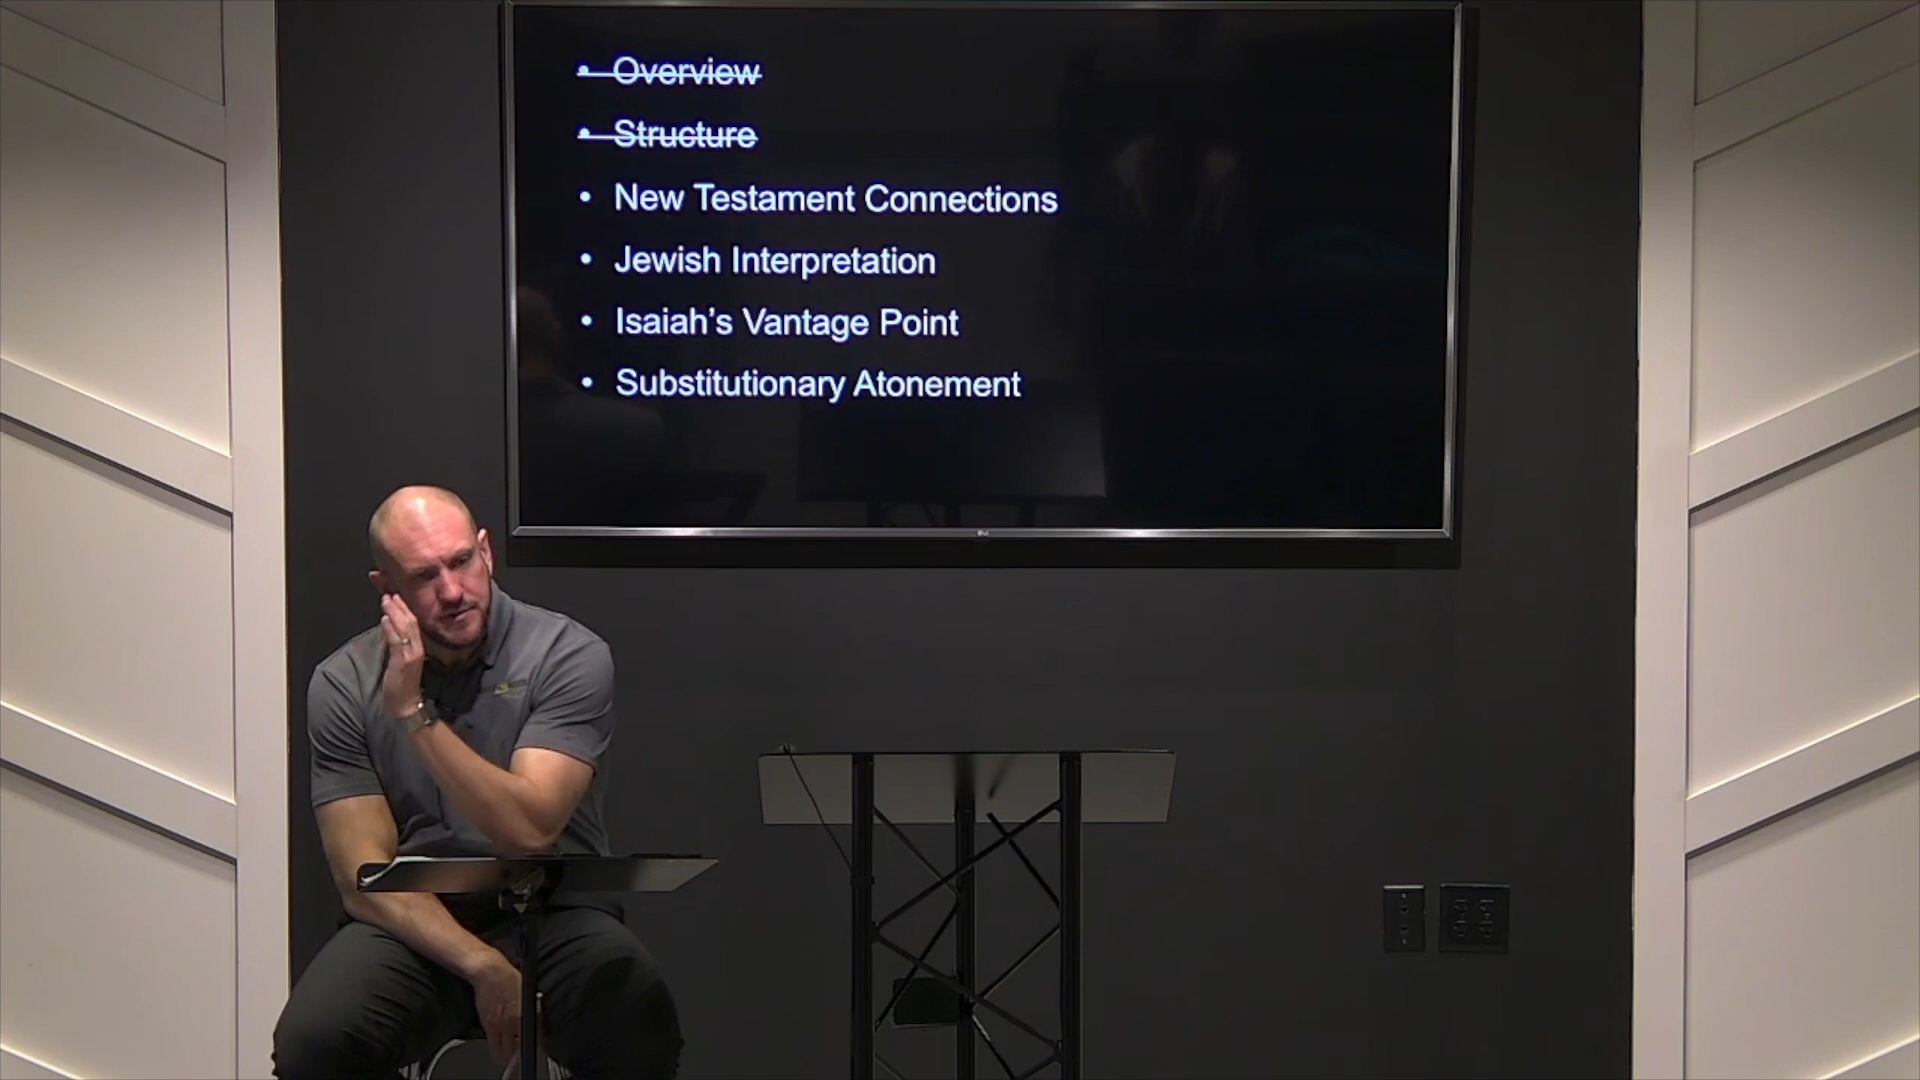 • Overview
• Structure
• New Testament Connections
• Jewish Interpretation
• Isaiah’s Vantage Point
• Substitutionary Atonement